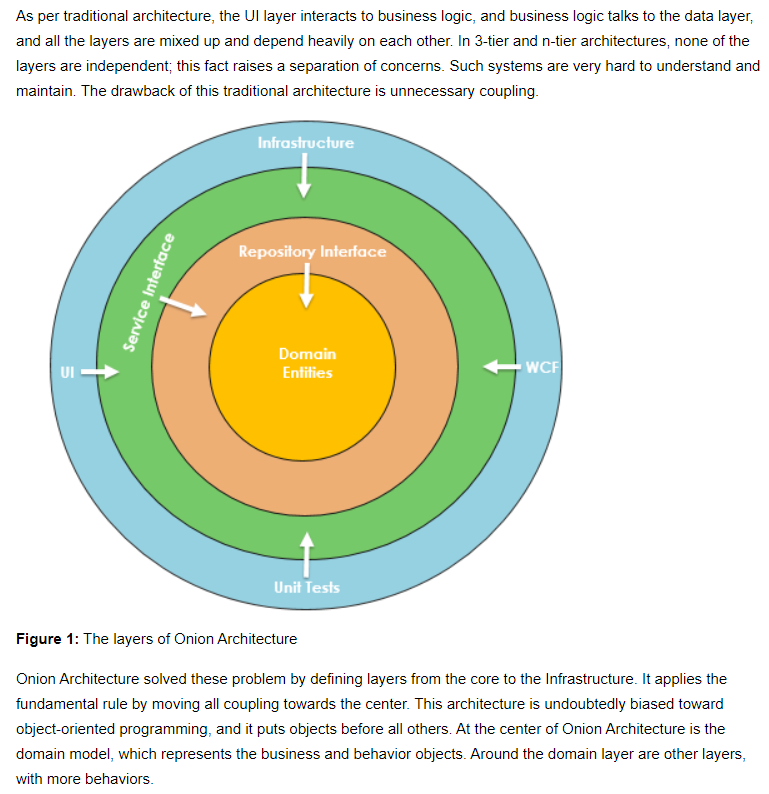 As per traditional architecture, the UI layer interacts to business logic, and business logic talks to the data layer,
and all the layers are mixed up and depend heavily on each other. In 3-tier and n-tier architectures, none of the
layers are independent; this fact raises a separation of concerns. Such systems are very hard to understand and
maintain. The drawback of this traditional architecture is unnecessary coupling.
Infrastructure
Service Interface
Repository Interface
Domain
Entities
UI
WCF
Unit Tests
Figure 1: The layers of Onion Architecture
Onion Architecture solved these problem by defining layers from the core to the Infrastructure. It applies the
fundamental rule by moving all coupling towards the center. This architecture is undoubtedly biased toward
object-oriented programming, and it puts objects before all others. At the center of Onion Architecture is the
domain model, which represents the business and behavior objects. Around the domain layer are other layers,
with more behaviors.